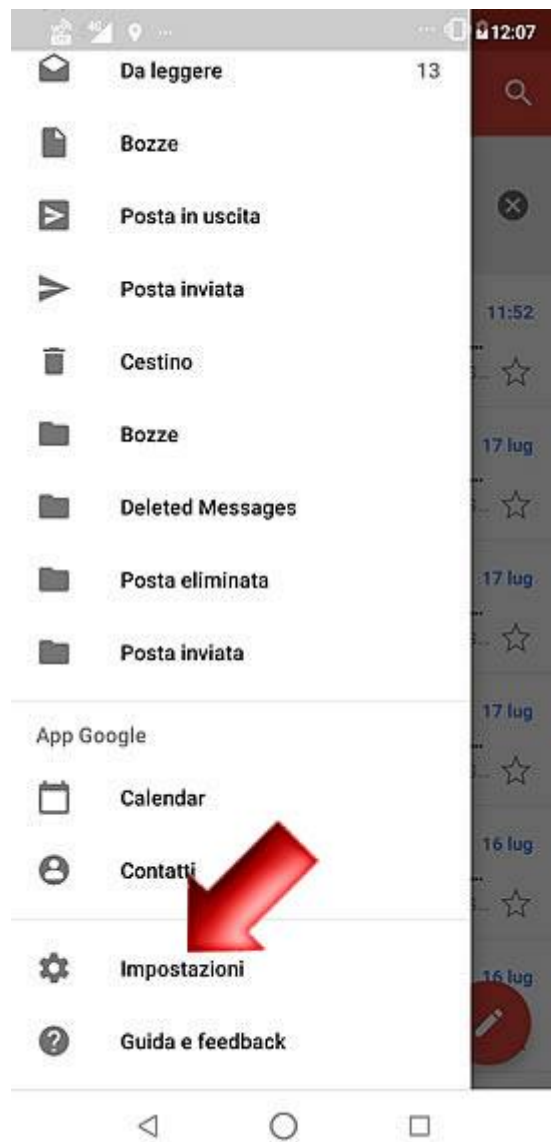 4G 12:07
Da leggere 13
Bozze
Posta in uscita
Posta inviata
11:52
Cestino
Bozze
17 lug
Deleted Messages
Posta eliminata
17 lug
Posta inviata
17 lug
App Google
Calendar
16 lug
Contatti
Impostazioni
16 lug
Guida e feedback